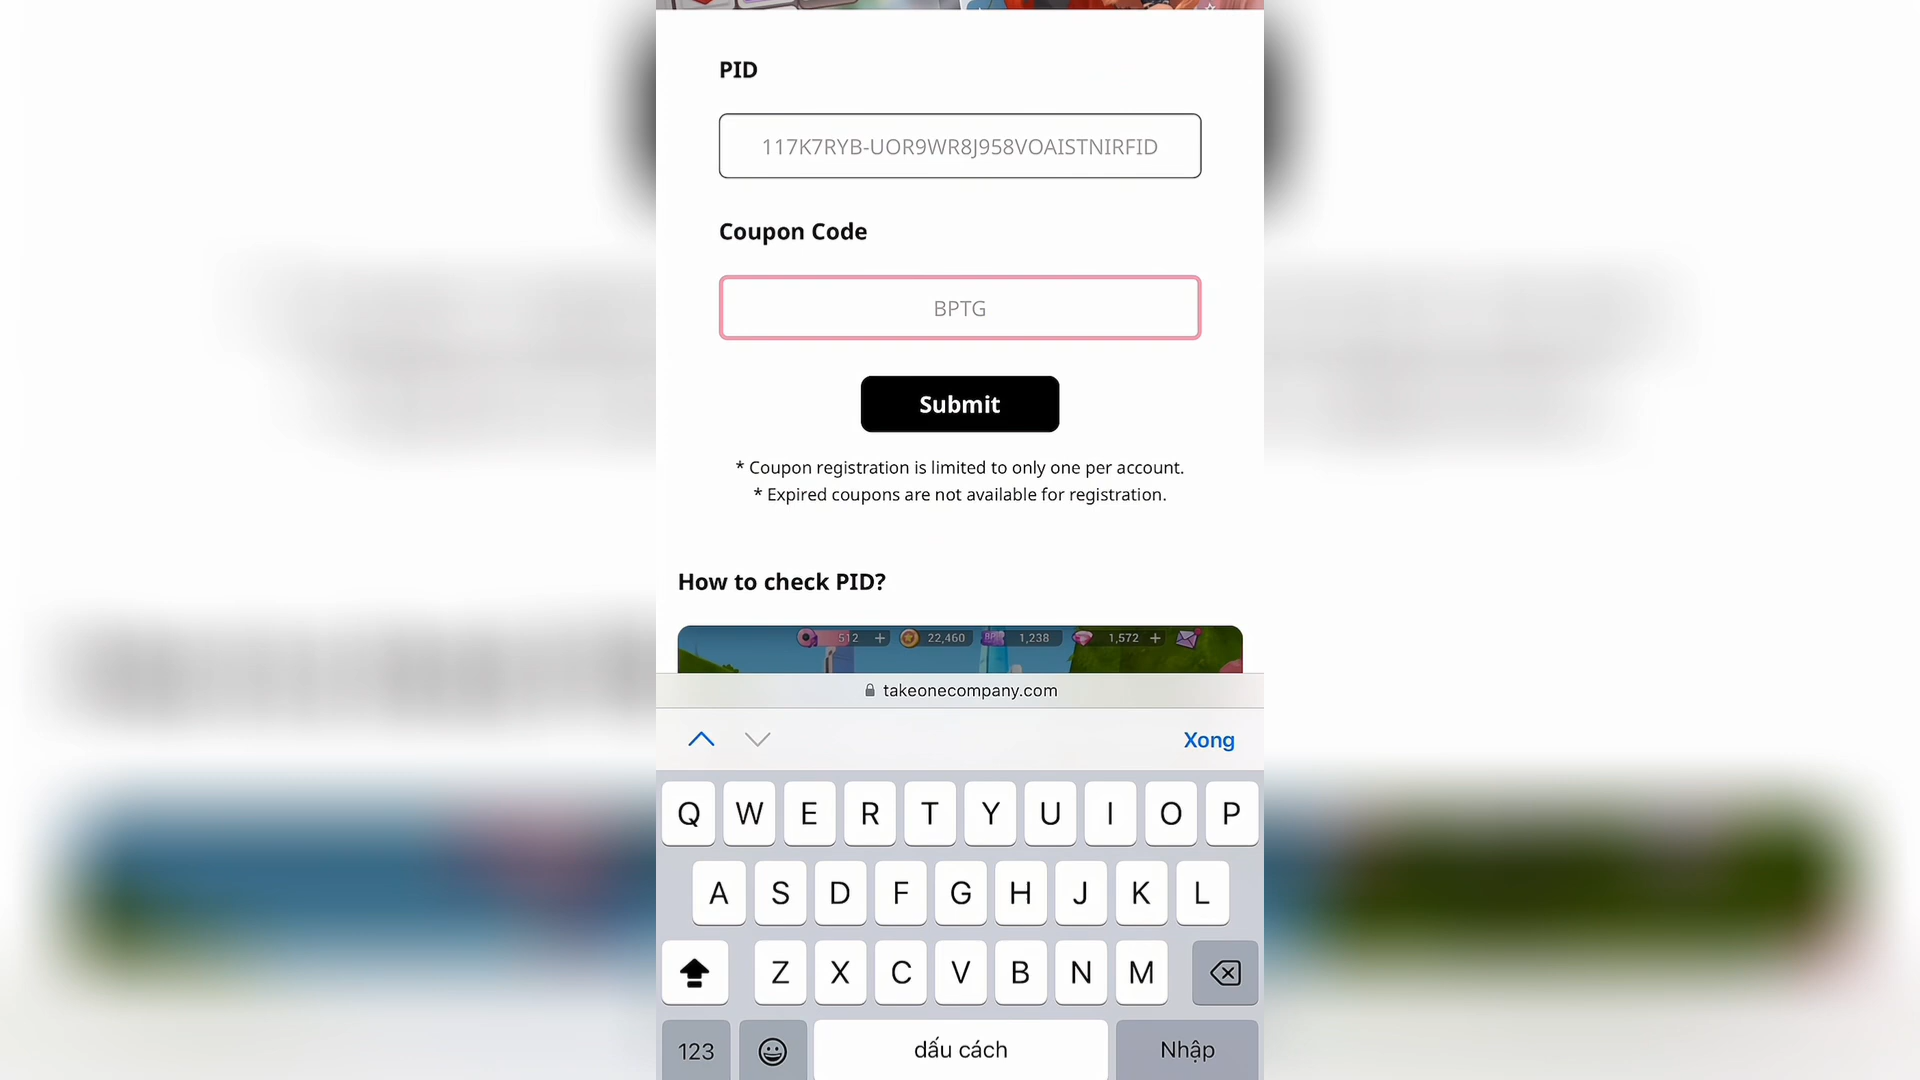 PID
117K7RYB-UOR9WR8J958VOAISTNIRFID
Coupon Code
BPTG
Submit
* Coupon registration is limited to only one per account.
* Expired coupons are not available for registration.
How to check PID?
512 + 22,460 1,238 1,572 +
takeonecompany.com
Xong
Q W E R T Y U I O P
A S D F G H J K L
Z X C V B N M
123 dấu cách Nhập